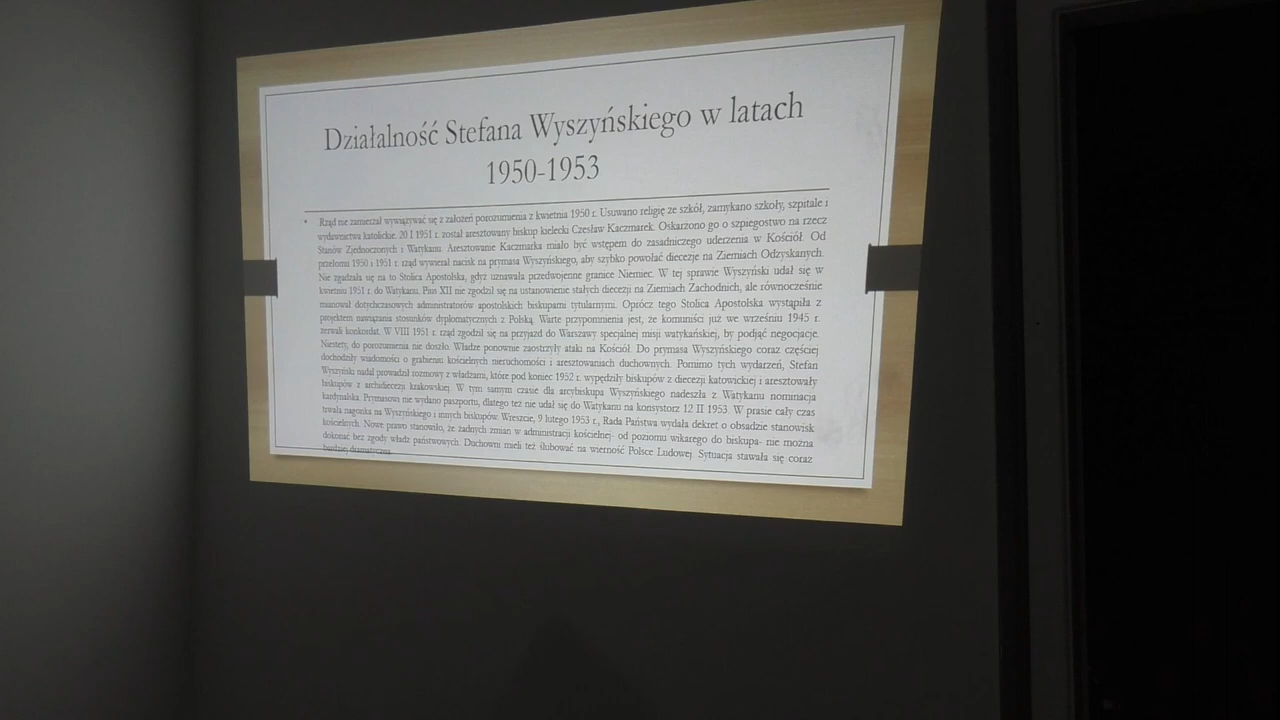 Działalność Stefana Wyszyńskiego w latach
1950-1953
• Rząd nie zamierzał wywiązywać się z założeń porozumienia z kwietnia 1950 r. Usuwano religię ze szkół, zamykano szkoły, szpitale i
wydawnictwa katolickie. 20 I 1951 r. został aresztowany biskup kielecki Czesław Kaczmarek. Oskarżono go o szpiegostwo na rzecz
Stanów Zjednoczonych i Watykanu. Aresztowanie Kaczmarka miało być wstępem do zasadniczego uderzenia w Kościół. Od
przełomu 1950 i 1951 r. rząd wywierał nacisk na prymasa Wyszyńskiego, aby szybko powołać diecezje na Ziemiach Odzyskanych.
Nie zgadzała się na to Stolica Apostolska, gdyż uznawała przedwojenne granice Niemiec. W tej sprawie Wyszyński udał się w
kwietniu 1951 r. do Watykanu. Pius XII nie zgodził się na ustanowienie stałych diecezji na Ziemiach Zachodnich, ale równocześnie
mianował dotychczasowych administratorów apostolskich biskupami tytularnymi. Oprócz tego Stolica Apostolska wystąpiła z
projektem nawiązania stosunków dyplomatycznych z Polską. Warte przypomnienia jest, że komuniści już we wrześniu 1945 r.
zerwali konkordat. W VIII 1951 r. rząd zgodził się na przyjazd do Warszawy specjalnej misji watykańskiej, by podjąć negocjacje.
Niestety, do porozumienia nie doszło. Władze ponownie zaostrzyły ataki na Kościół. Do prymasa Wyszyńskiego coraz częściej
dochodziły wiadomości o grabieniu kościelnych nieruchomości i aresztowaniach duchownych. Pomimo tych wydarzeń, Stefan
Wyszyński nadal prowadził rozmowy z władzami, które pod koniec 1952 r. wypędziły biskupów z diecezji katowickiej i aresztowały
biskupów z archidiecezji krakowskiej. W tym samym czasie dla arcybiskupa Wyszyńskiego nadeszła z Watykanu nominacja
kardynalska. Prymasowi nie wydano paszportu, dlatego też nie udał się do Watykanu na konsystorz 12 II 1953. W prasie cały czas
trwała nagonka na Wyszyńskiego i innych biskupów. Wreszcie, 9 lutego 1953 r., Rada Państwa wydała dekret o obsadzie stanowisk
kościelnych. Nowe prawo stanowiło, że żadnych zmian w administracji kościelnej- od poziomu wikarego do biskupa- nie można
dokonać bez zgody władz państwowych. Duchowni mieli też ślubować na wierność Polsce Ludowej. Sytuacja stawała się coraz
bardziej dramatyczna.